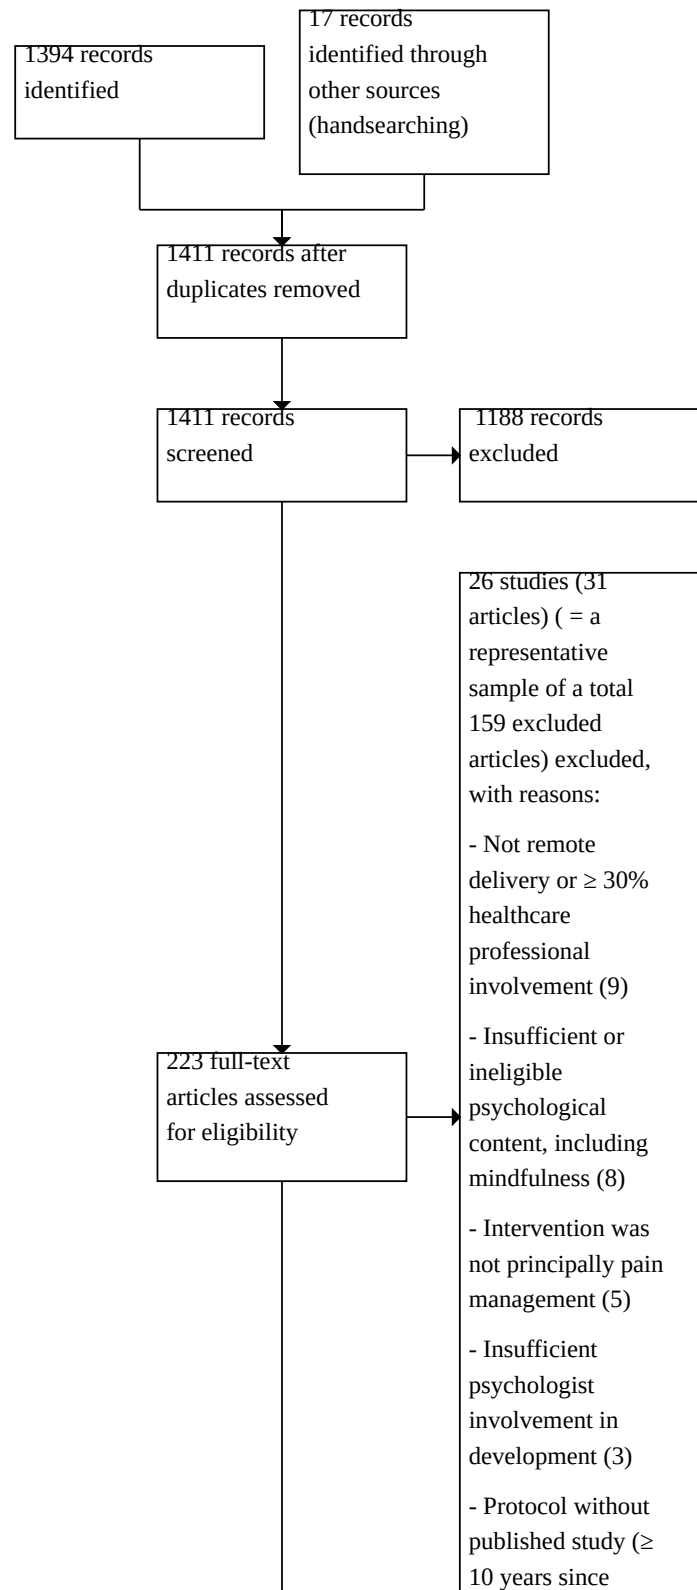 1394 records
identified
17 records
identified through
other sources
(handsearching)
1411 records after
duplicates removed
1411 records
screened
1188 records
excluded
26 studies (31
articles) ( = a
representative
sample of a total
159 excluded
articles) excluded,
with reasons:
- Not remote
delivery or ≥ 30%
healthcare
professional
involvement (9)
- Insufficient or
ineligible
psychological
content, including
mindfulness (8)
- Intervention was
not principally pain
management (5)
- Insufficient
psychologist
involvement in
development (3)
- Protocol without
published study (≥
10 years since
223 full-text
articles assessed
for eligibility